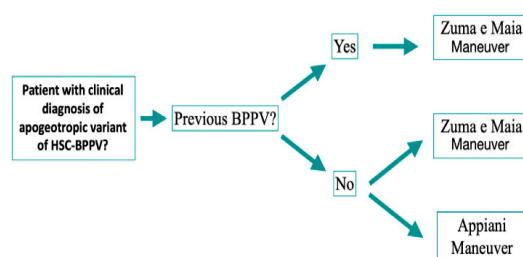 Patient with clinical
diagnosis of
apogeotropic variant
of HSC-BPPV?
Previous BPPV?
Yes
Zuma e Maia
Maneuver
No
Zuma e Maia
Maneuver
Appiani
Maneuver